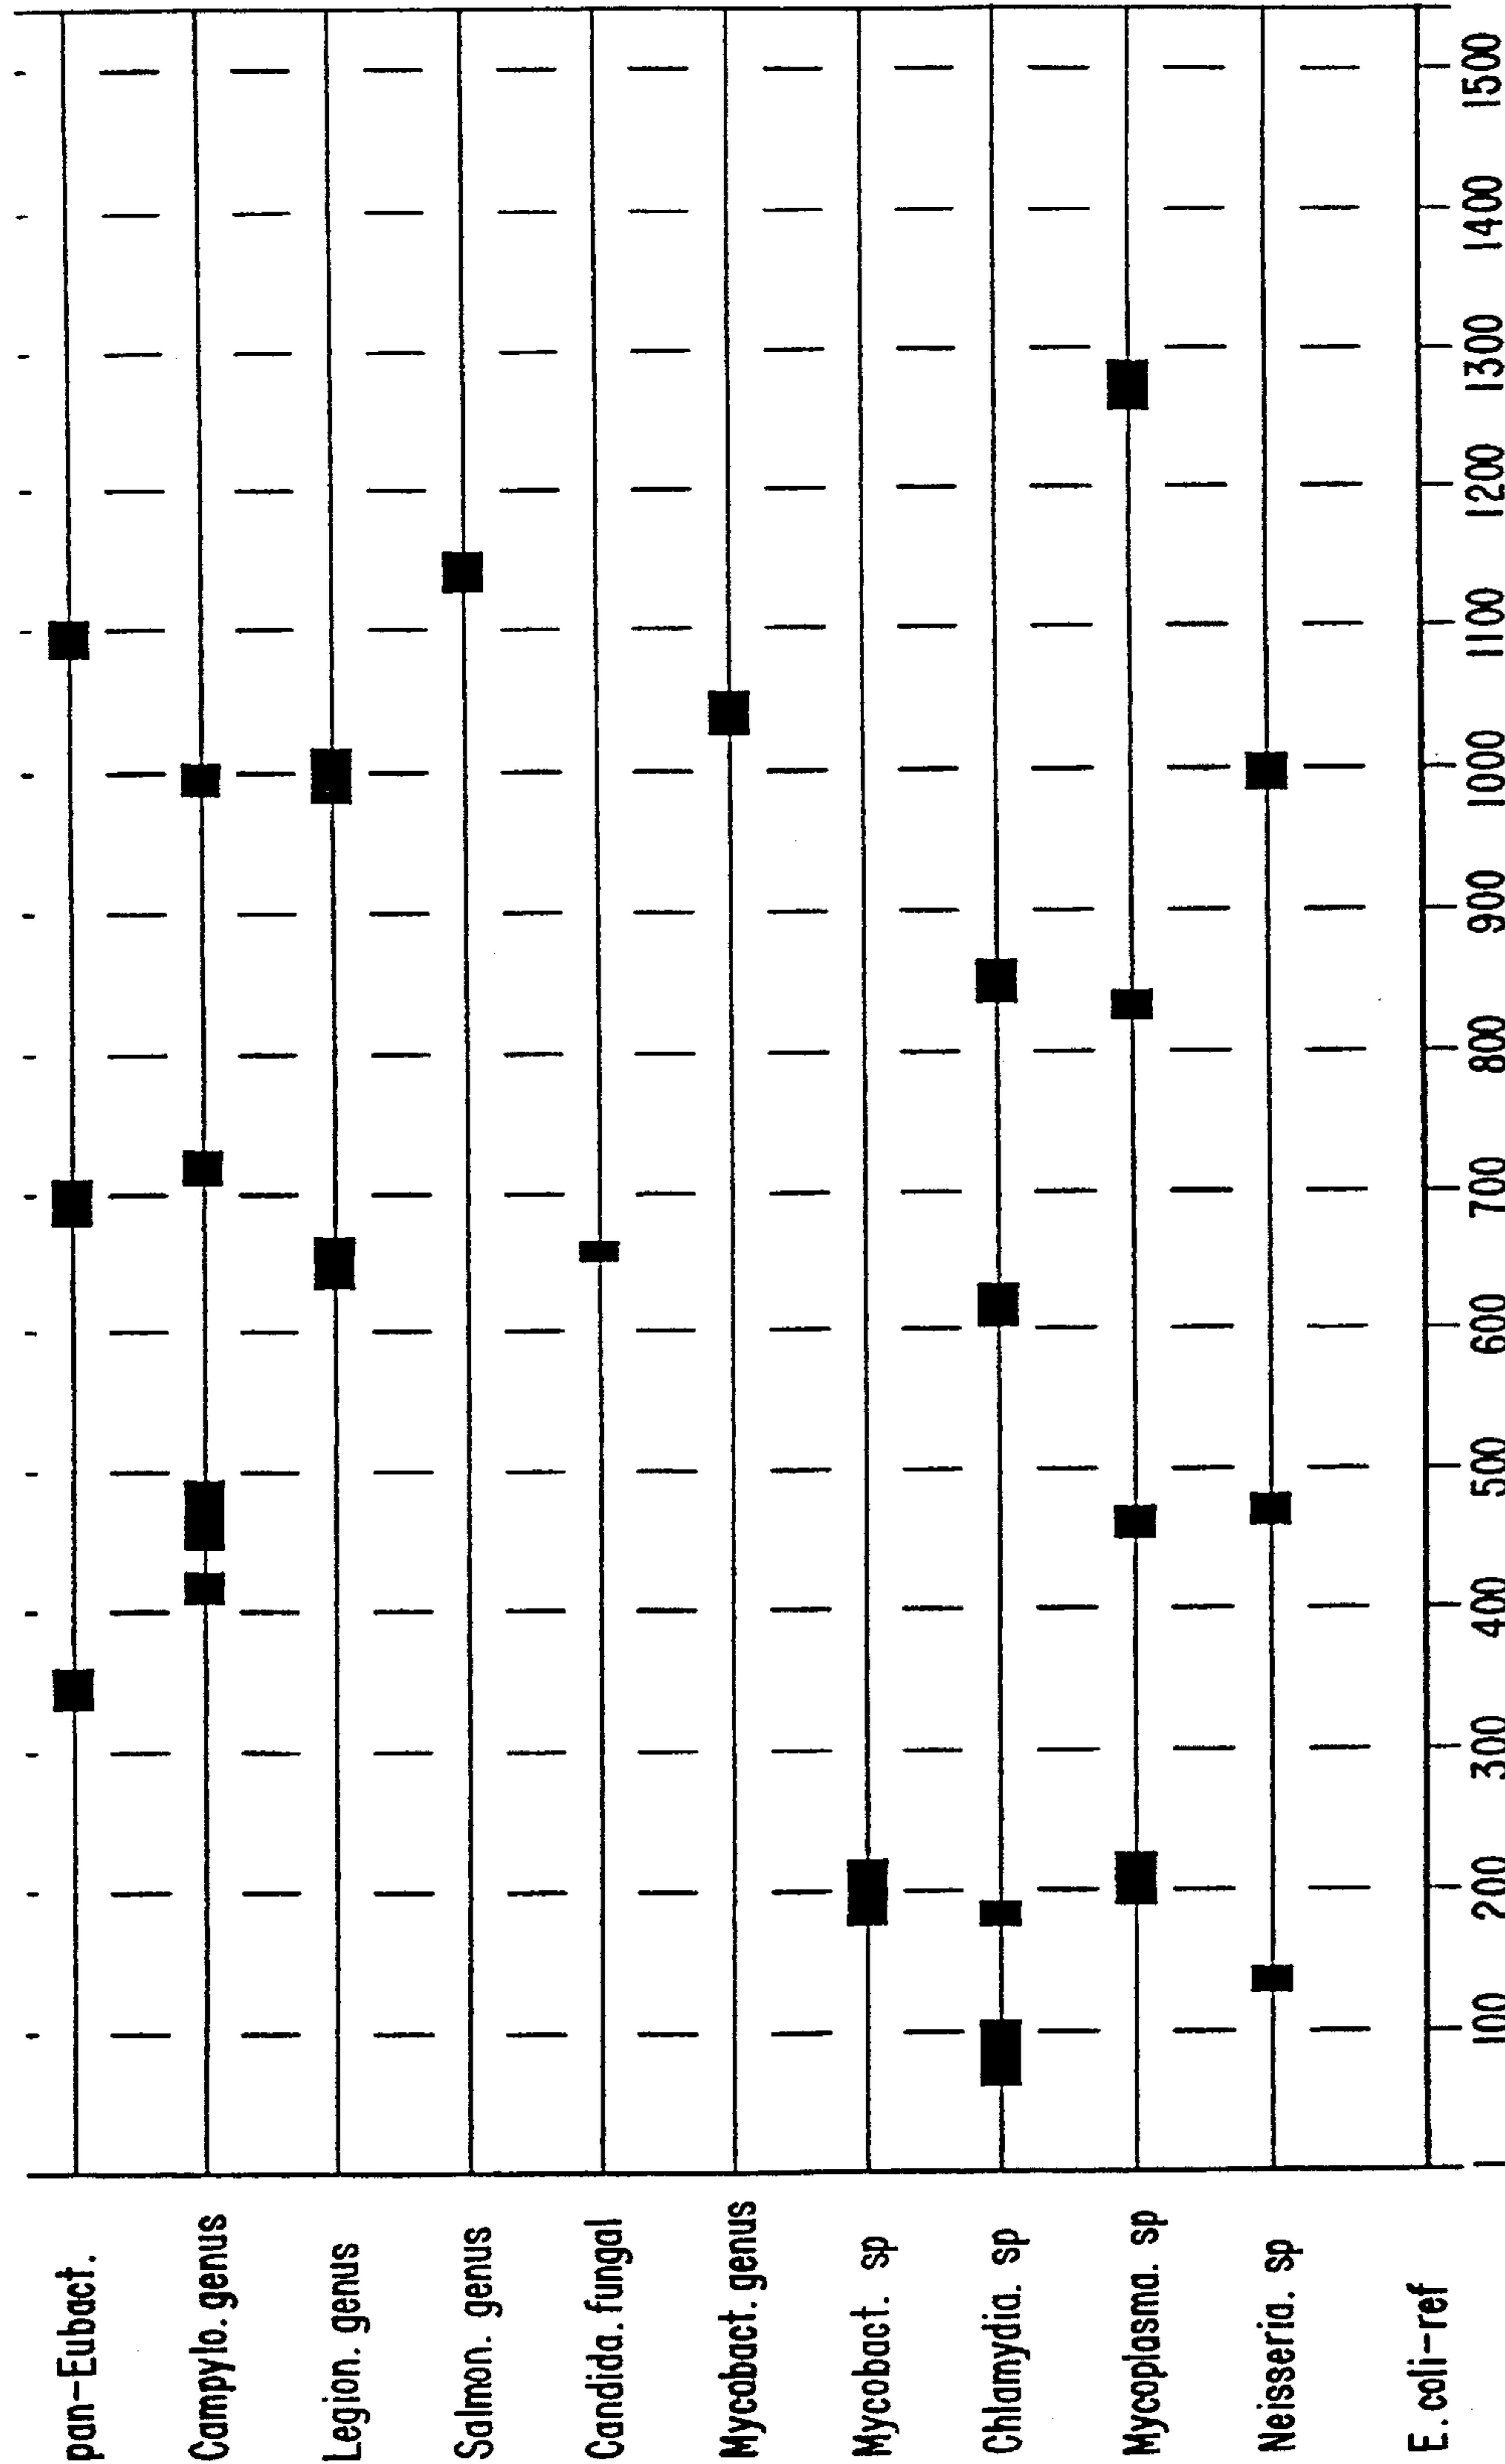 pan-Eubact.
Campylo. genus
Legion. genus
Salmon. genus
Candida. fungal
Mycobact. genus
Mycobact. sp
Chlamydia. sp
Mycoplasma. sp
Neisseria. sp
E. coli-ref
1 100 200 300 400 500 600 700 800 900 1000 1100 1200 1300 1400 1500